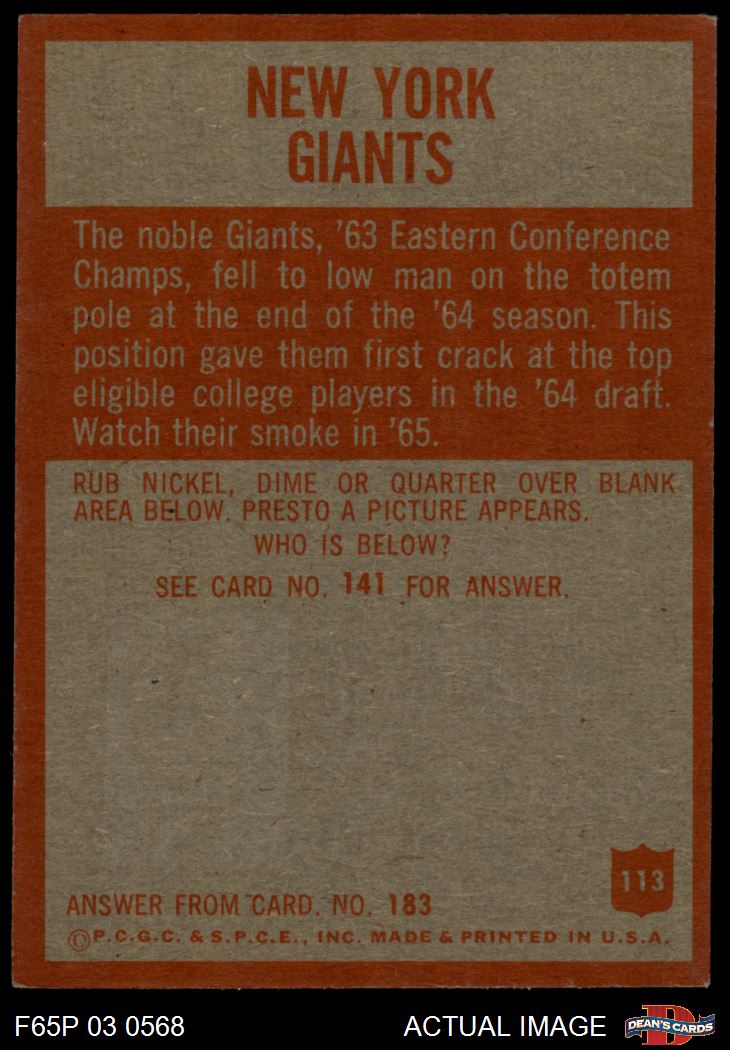 NEW YORK
GIANTS
The noble Giants, '63 Eastern Conference
Champs, fell to low man on the totem
pole at the end of the '64 season. This
position gave them first crack at the top
eligible college players in the '64 draft.
Watch their smoke in '65.
RUB NICKEL, DIME OR QUARTER OVER BLANK
AREA BELOW. PRESTO A PICTURE APPEARS.
WHO IS BELOW?
SEE CARD NO. 141 FOR ANSWER.
113
ANSWER FROM CARD. NO. 183
©P.C.G.C. & S.P.C.E., INC. MADE & PRINTED IN U.S.A.
F65P 03 0568
ACTUAL IMAGE
D
DEAN'S CARDS